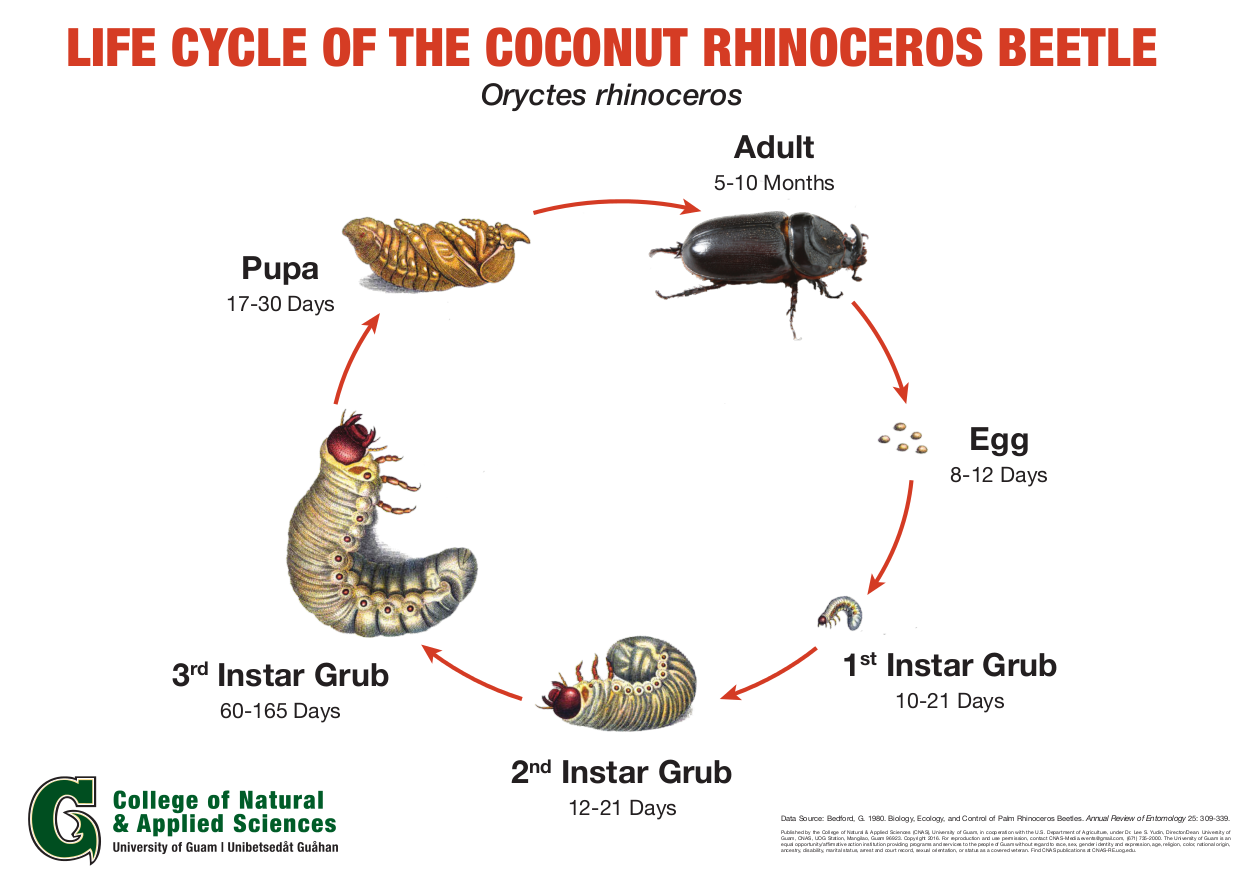 LIFE CYCLE OF THE COCONUT RHINOCEROS BEETLE
Oryctes rhinoceros
Adult
5-10 Months
Pupa
17-30 Days
Egg
8-12 Days
1st Instar Grub
10-21 Days
3rd Instar Grub
60-165 Days
2nd Instar Grub
12-21 Days
G
College of Natural
& Applied Sciences
University of Guam | Unibetsedåt Guåhan
Data Source: Bedford, G. 1980. Biology, Ecology, and Control of Palm Rhinoceros Beetles. Annual Review of Entomology 25: 309-339.
Published by the College of Natural & Applied Sciences (CNAS), University of Guam, in cooperation with the U.S. Department of Agriculture, under Dr. Lee S. Yudin, Director/Dean. University of
Guam, CNAS, UOG Station, Mangilao, Guam 96923. Copyright 2016. For reproduction and use permission, contact CNAS-Media.events@gmail.com, (671) 735-2000. The University of Guam is an
equal opportunity/affirmative action institution providing programs and services to the people of Guam without regard to race, sex, gender identity and expression, age, religion, color, national origin,
ancestry, disability, marital status, arrest and court record, sexual orientation, or status as a covered veteran. Find CNAS publications at CNAS-RE.uog.edu.